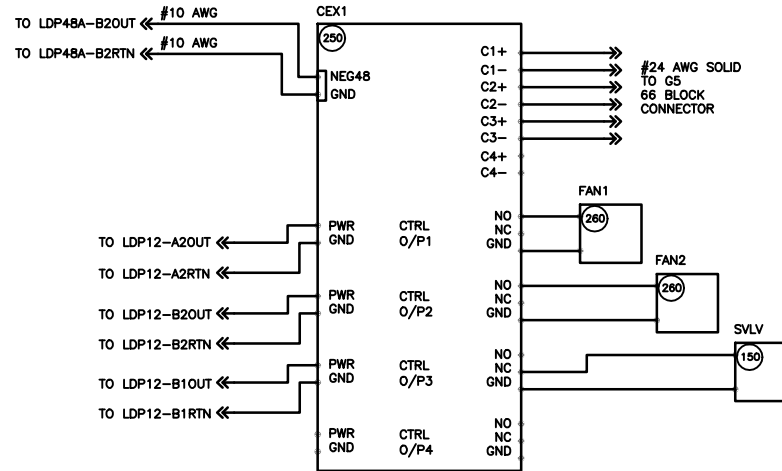 TO LDP48A-B2OUT
#10 AWG
TO LDP48A-B2RTN
#10 AWG
CEX1
250
NEG48
GND
C1+
C1-
C2+
C2-
C3+
C3-
C4+
C4-
#24 AWG SOLID
TO G5
66 BLOCK
CONNECTOR
TO LDP12-A2OUT
TO LDP12-A2RTN
PWR
GND
CTRL
O/P1
NO
NC
GND
FAN1
260
TO LDP12-B2OUT
TO LDP12-B2RTN
PWR
GND
CTRL
O/P2
NO
NC
GND
FAN2
260
TO LDP12-B1OUT
TO LDP12-B1RTN
PWR
GND
CTRL
O/P3
NO
NC
GND
SVLV
150
PWR
GND
CTRL
O/P4
NO
NC
GND